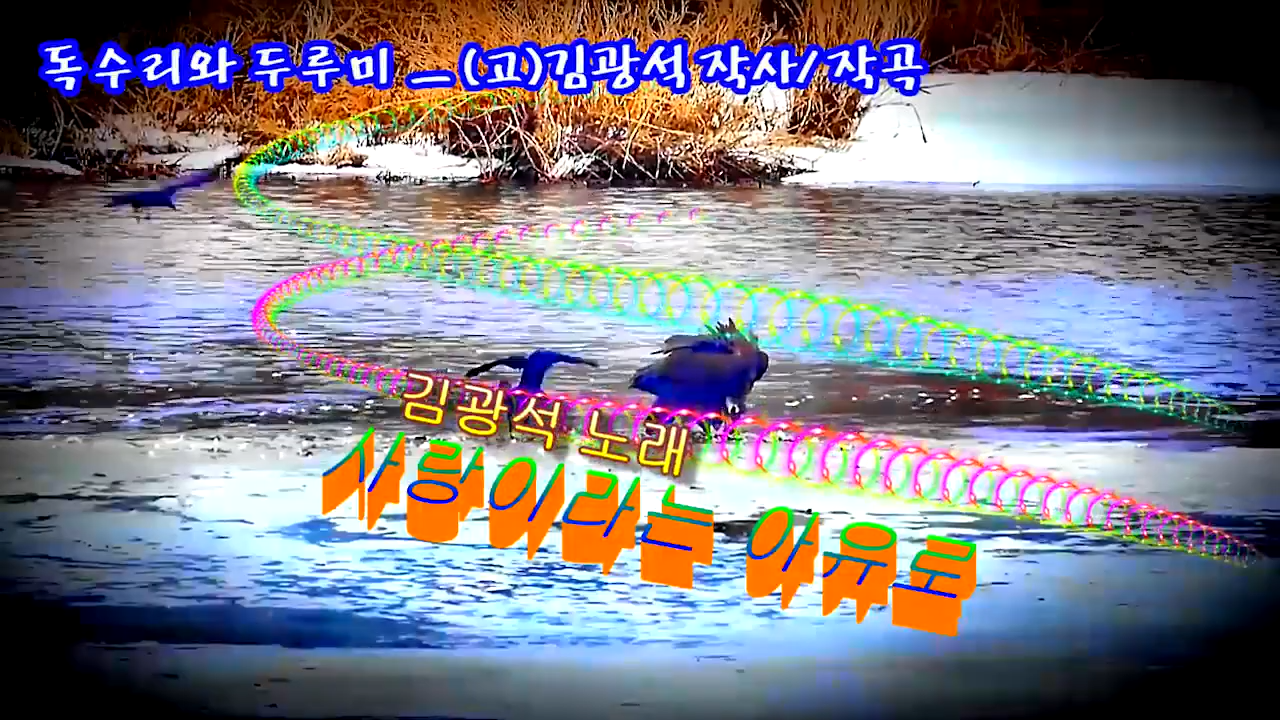 독수리와 두루미 – (고)김광석 작사/ 작곡
김광석 노래
사랑이라는 이유로